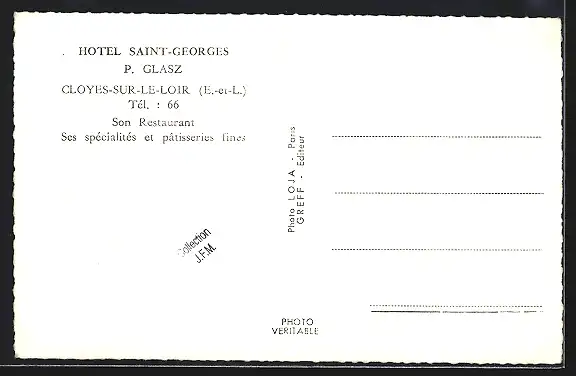 HOTEL SAINT-GEORGES
P. GLASZ
CLOYES-SUR-LE-LOIR (E.-et-L.)
Tél. : 66
Son Restaurant
Ses spécialités et pâtisseries fines
Collection
J.F.M.
Photo LOJA - Paris
GREFF - Editeur
PHOTO
VERITABLE